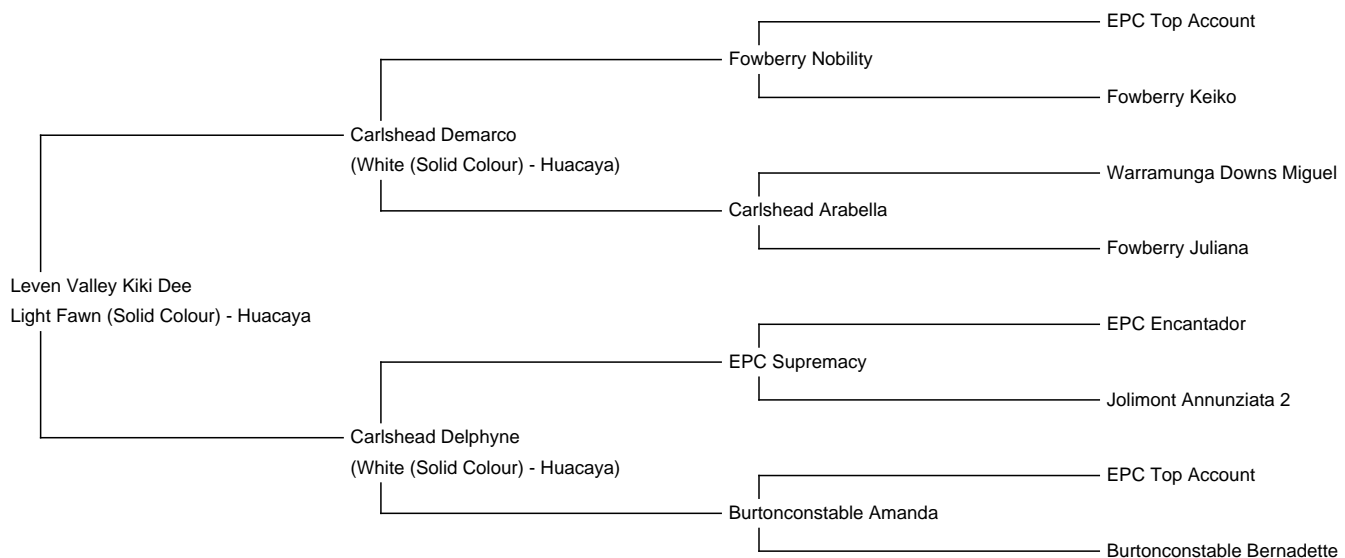 EPC Top Account
Fowberry Nobility
Fowberry Keiko
Carlshead Demarco
(White (Solid Colour) - Huacaya)
Warramunga Downs Miguel
Carlshead Arabella
Fowberry Juliana
Leven Valley Kiki Dee
Light Fawn (Solid Colour) - Huacaya
EPC Encantador
EPC Supremacy
Jolimont Annunziata 2
Carlshead Delphyne
(White (Solid Colour) - Huacaya)
EPC Top Account
Burtonconstable Amanda
Burtonconstable Bernadette